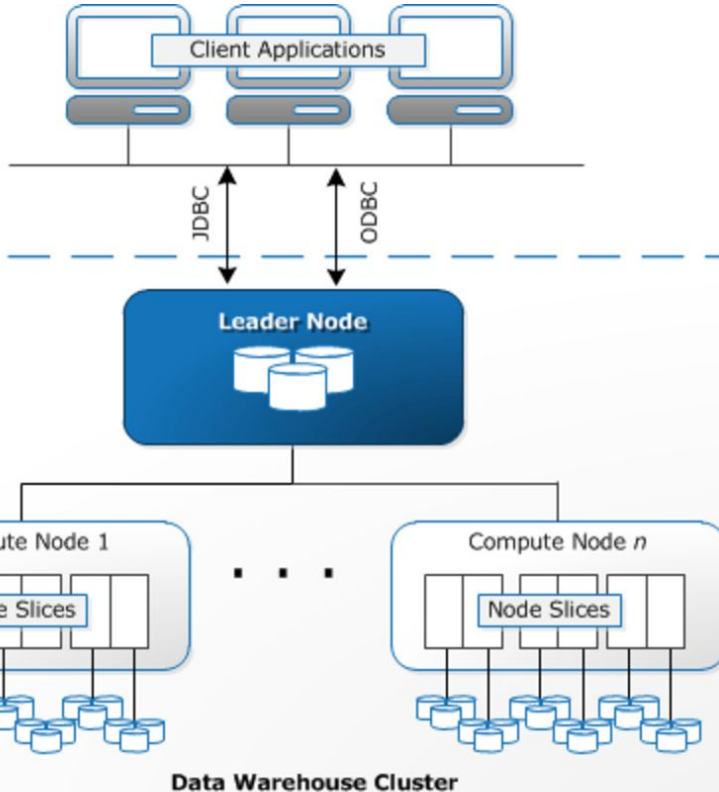 Client Applications
JDBC
ODBC
Leader Node
ute Node 1
Compute Node n
e Slices
Node Slices
Data Warehouse Cluster